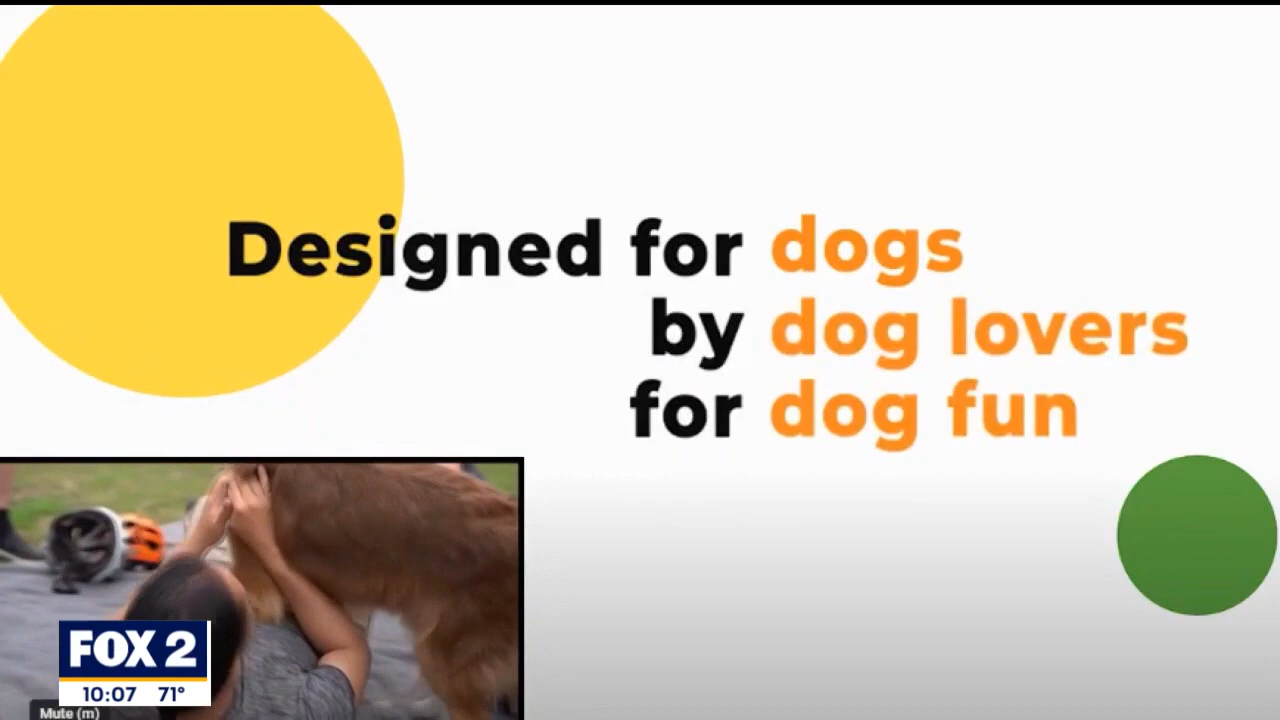 Designed for dogs
by dog lovers
for dog fun
FOX 2
10:07 71°
Mute (m)